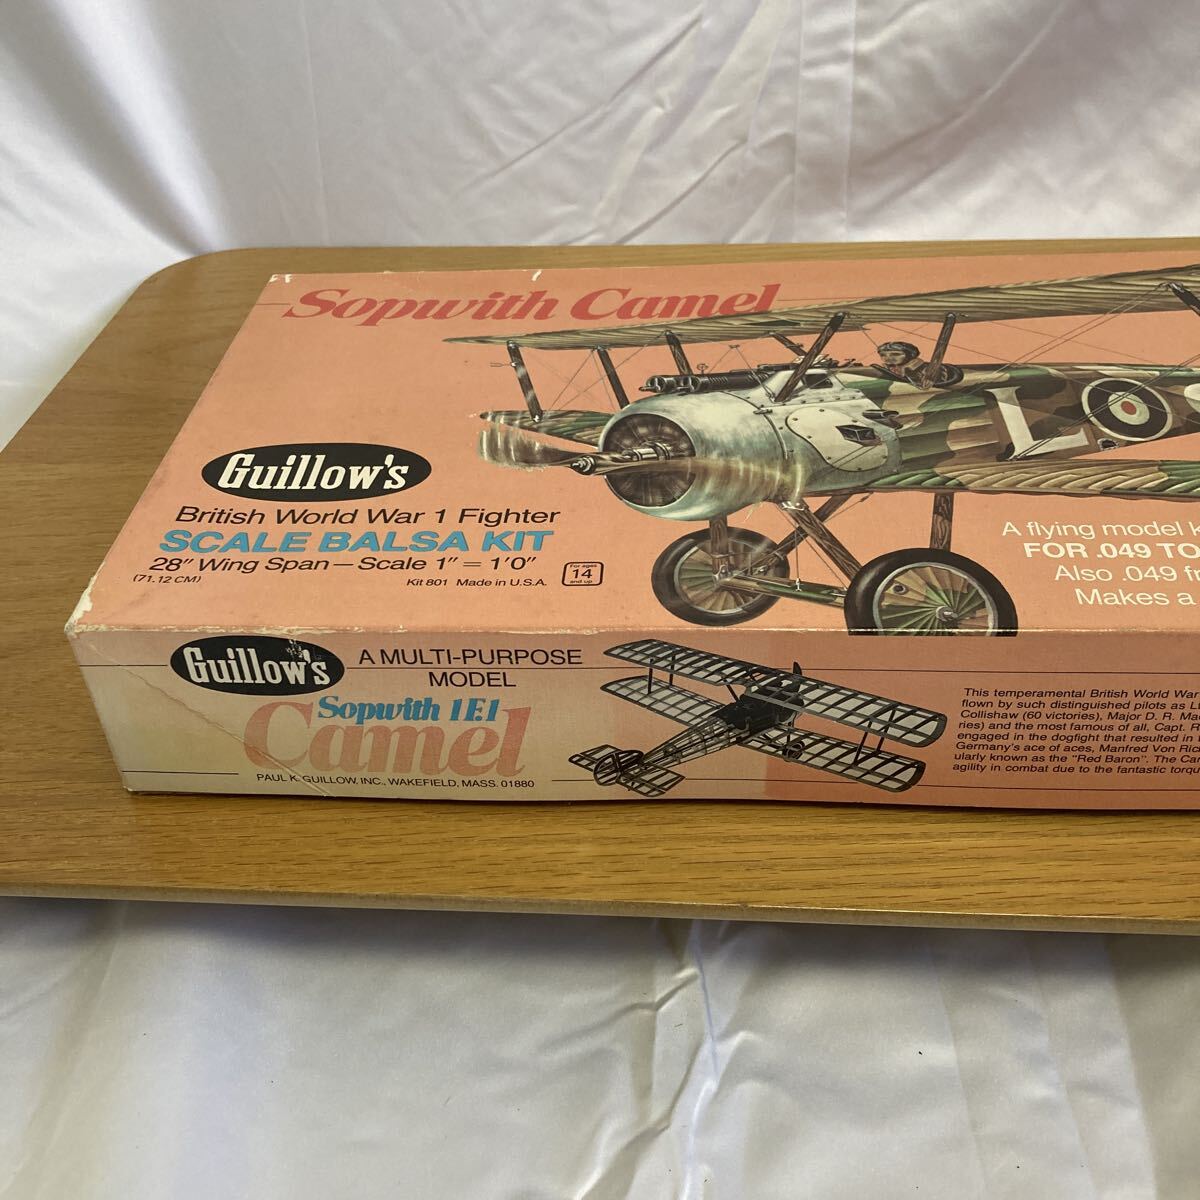 Sopwith Camel
Guillow's
British World War 1 Fighter
SCALE BALSA KIT
28" Wing Span—Scale 1" = 1'0"
(71.12 CM)
Kit 801 Made in U.S.A.
For ages
14
and up
L
A flying model
FOR .049 TO
Also .049
Makes a
Guillow's
A MULTI-PURPOSE
MODEL
Sopwith 1F.1
Camel
PAUL K. GUILLOW, INC., WAKEFIELD, MASS. 01880
This temperamental British World War
flown by such distinguished pilots as
Collishaw (60 victories), Major D. R.
ries) and the most famous of all, Capt. R
engaged in the dogfight that resulted in
Germany's ace of aces, Manfred Von
ularly known as the "Red Baron". The
agility in combat due to the fantastic